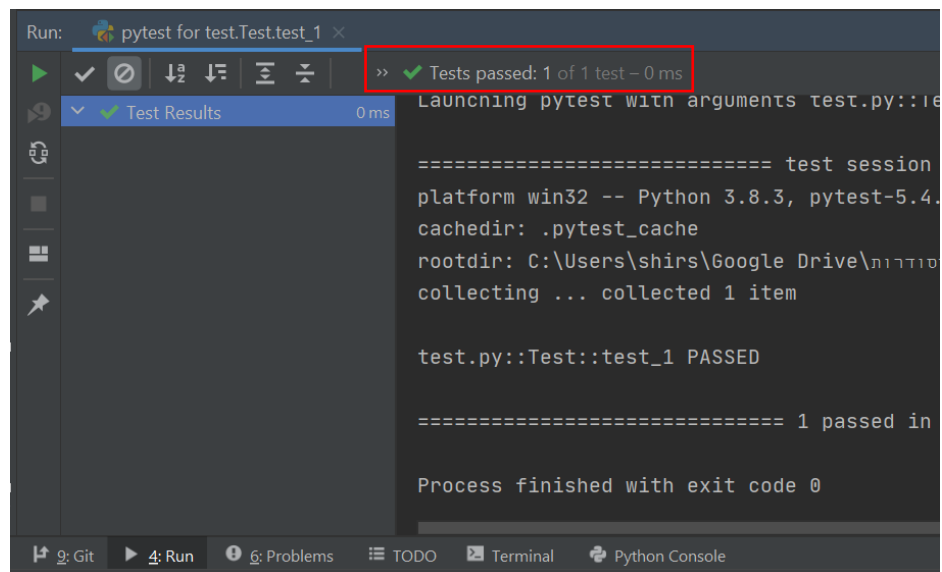 Run: pytest for test.Test.test_1
» Tests passed: 1 of 1 test – 0 ms
Test Results 0 ms
Launching pytest with arguments test.py::Te
============================= test session
platform win32 -- Python 3.8.3, pytest-5.4.
cachedir: .pytest_cache
rootdir: C:\Users\shirs\Google Drive\
collecting ... collected 1 item
test.py::Test::test_1 PASSED
============================== 1 passed in
Process finished with exit code 0
9: Git 4: Run 6: Problems TODO Terminal Python Console